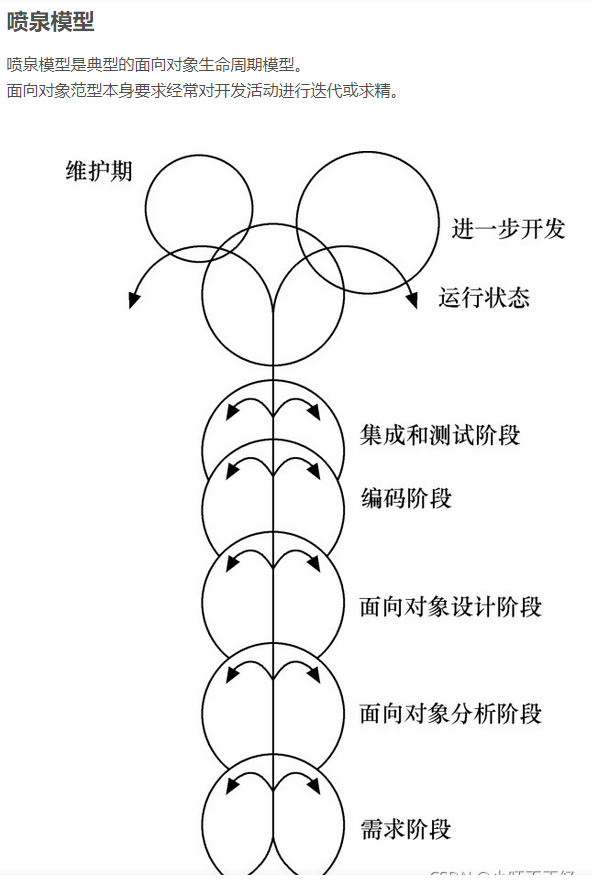 喷泉模型
喷泉模型是典型的面向对象生命周期模型。
面向对象范型本身要求经常对开发活动进行迭代或求精。
维护期
进一步开发
运行状态
集成和测试阶段
编码阶段
面向对象设计阶段
面向对象分析阶段
需求阶段